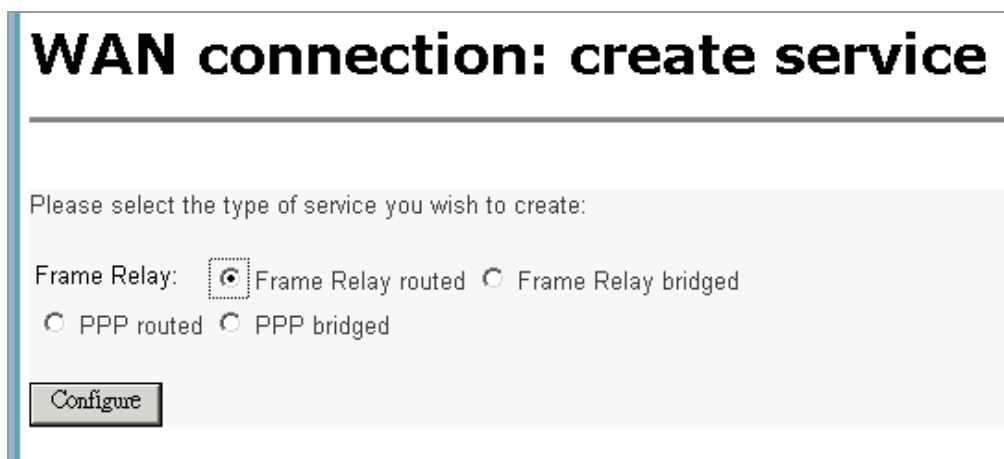 WAN connection: create service
Please select the type of service you wish to create:
Frame Relay: Frame Relay routed Frame Relay bridged
PPP routed PPP bridged
Configure